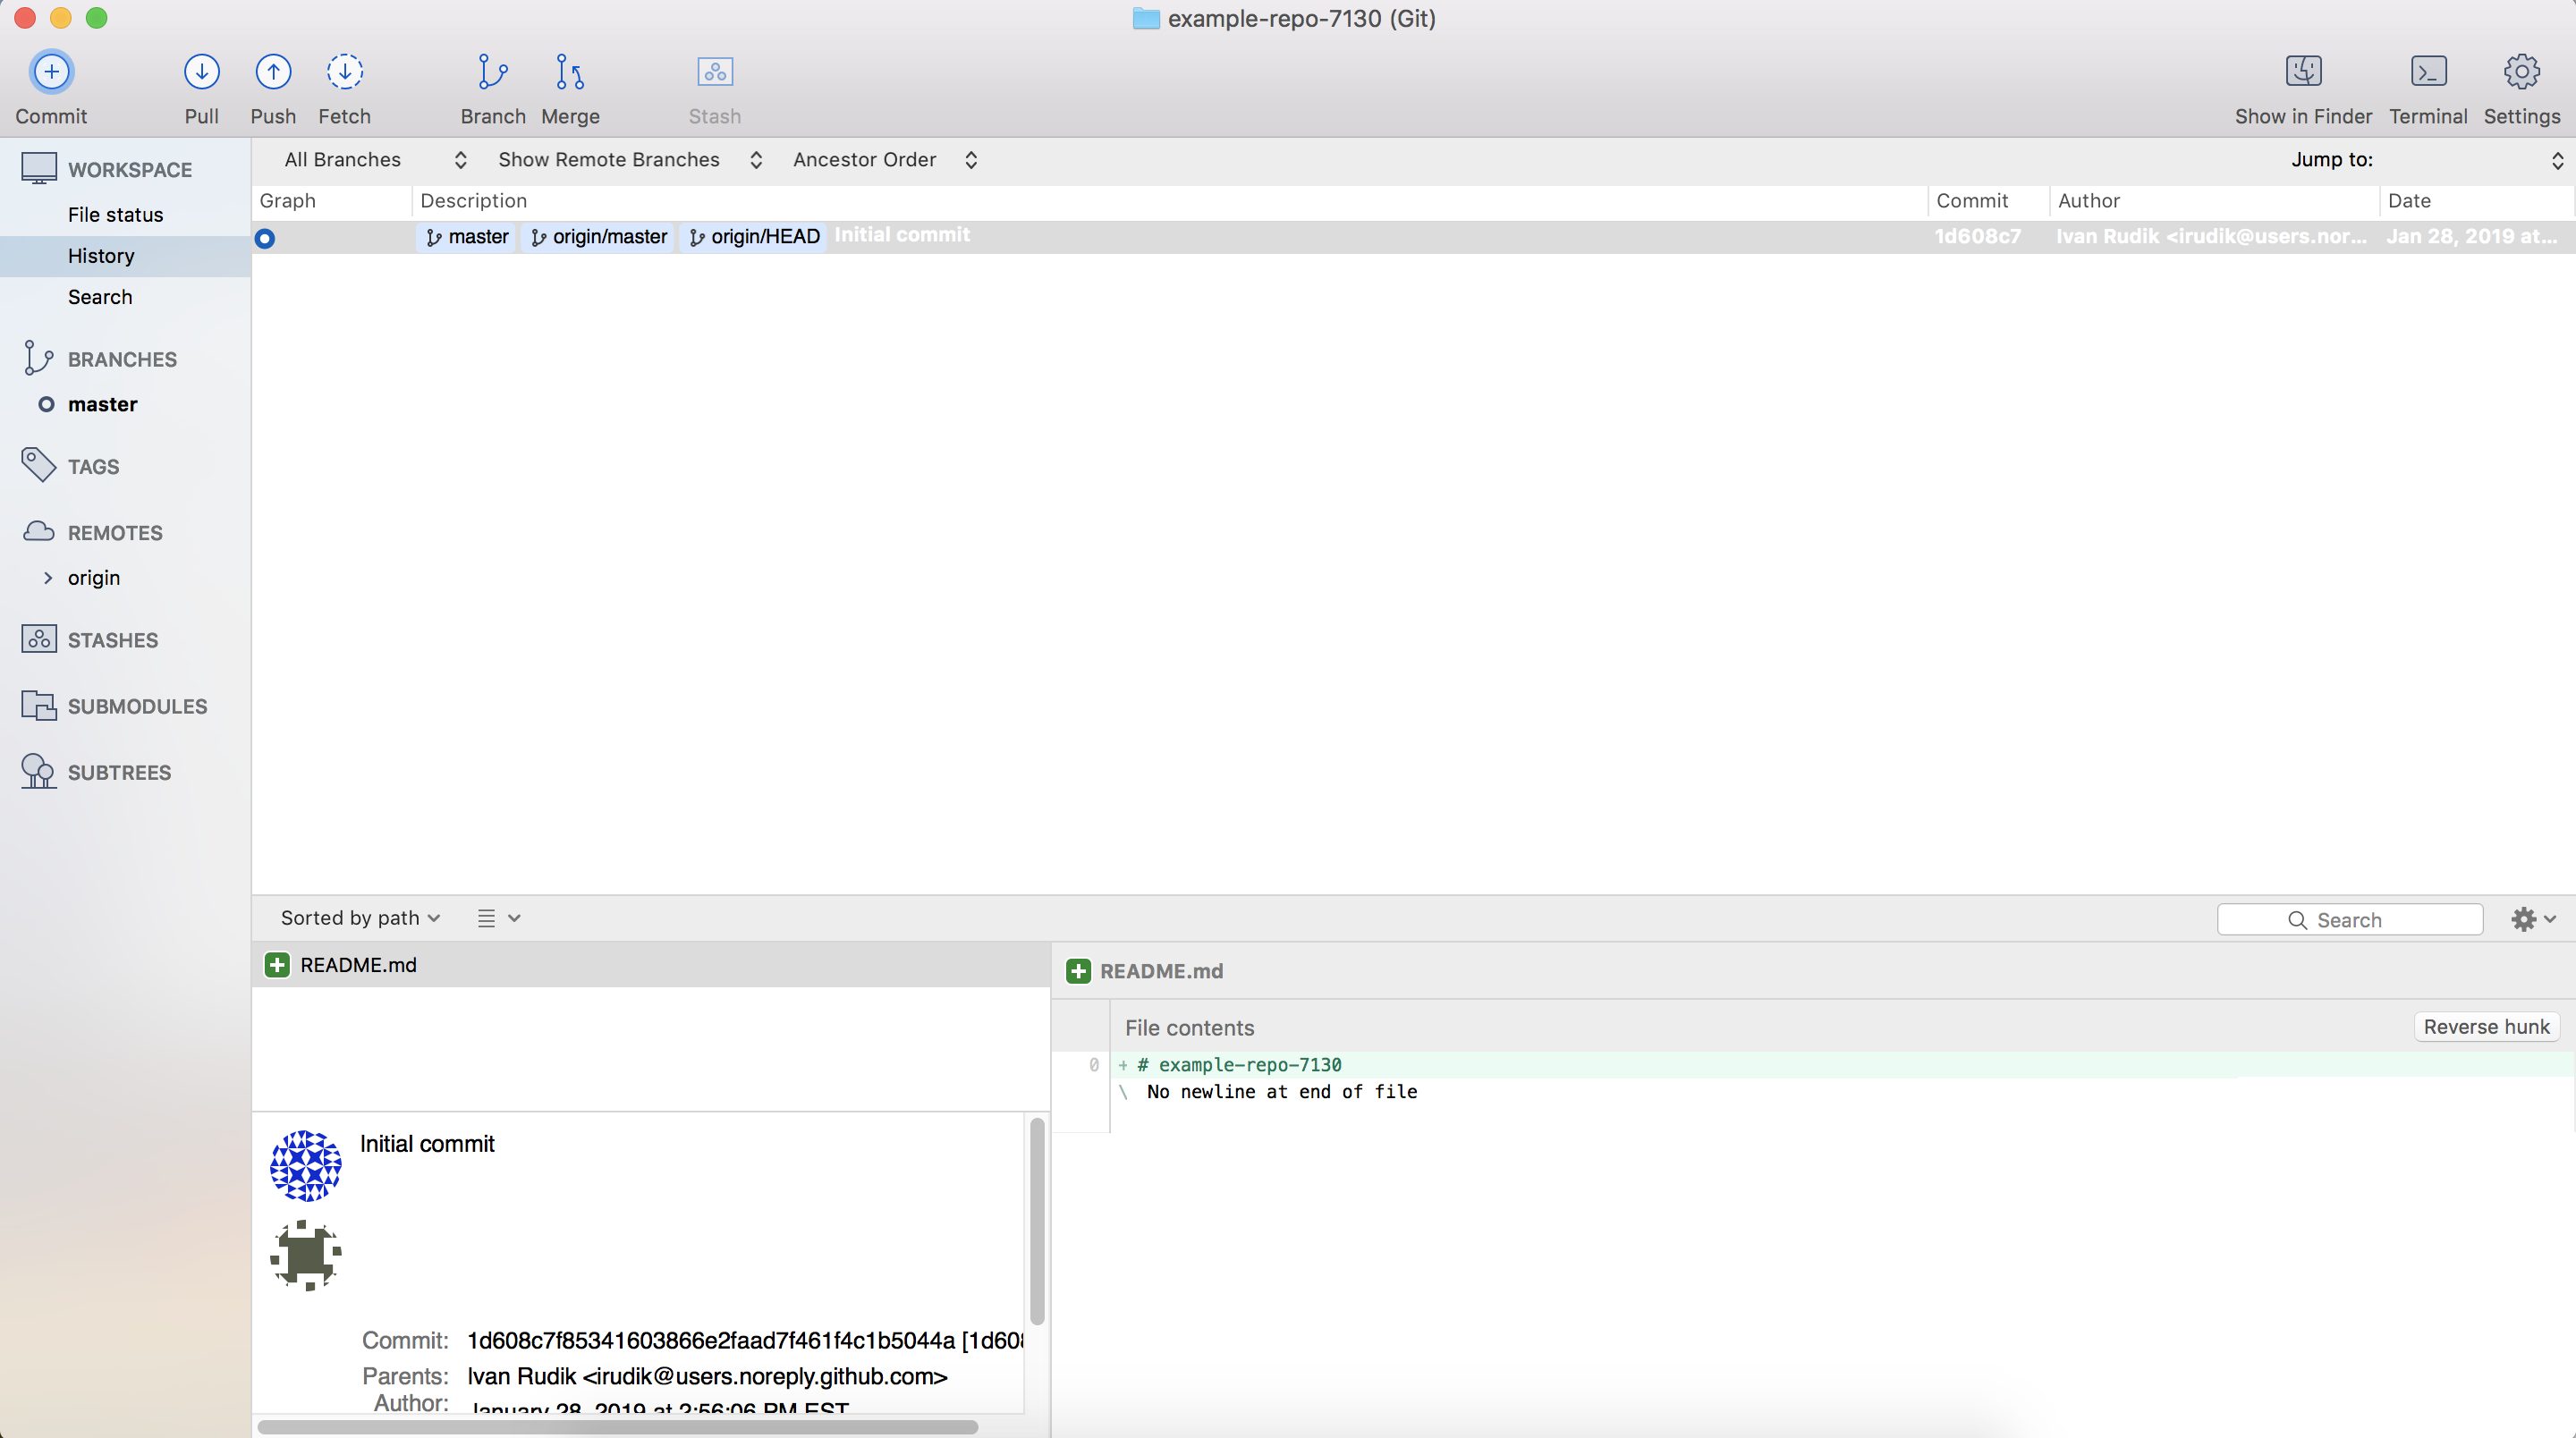 example-repo-7130 (Git)
Commit Pull Push Fetch Branch Merge Stash Show in Finder Terminal Settings
WORKSPACE
File status
History
Search
BRANCHES
master
TAGS
REMOTES
origin
STASHES
SUBMODULES
SUBTREES
All Branches Show Remote Branches Ancestor Order Jump to:
Graph Description Commit Author Date
master origin/master origin/HEAD Initial commit 1d608c7 Ivan Rudik <irudik@users.nor... Jan 28, 2019 at...
Sorted by path Search
README.md
Initial commit
Commit: 1d608c7f85341603866e2faad7f461f4c1b5044a [1d608
Parents: Ivan Rudik <irudik@users.noreply.github.com>
Author: January 28, 2019 at 2:56:06 PM EST
README.md
File contents Reverse hunk
0 + # example-repo-7130
\ No newline at end of file